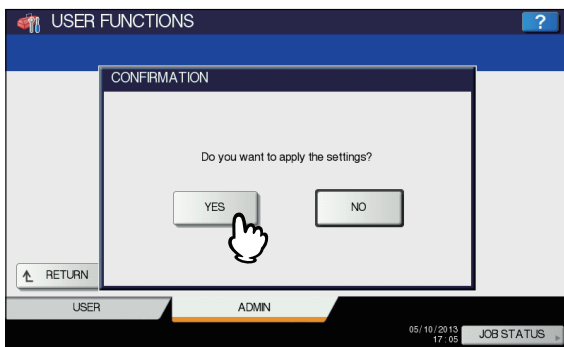 USER FUNCTIONS
?
CONFIRMATION
Do you want to apply the settings?
YES
NO
RETURN
USER
ADMIN
05/10/2013
17:05
JOB STATUS